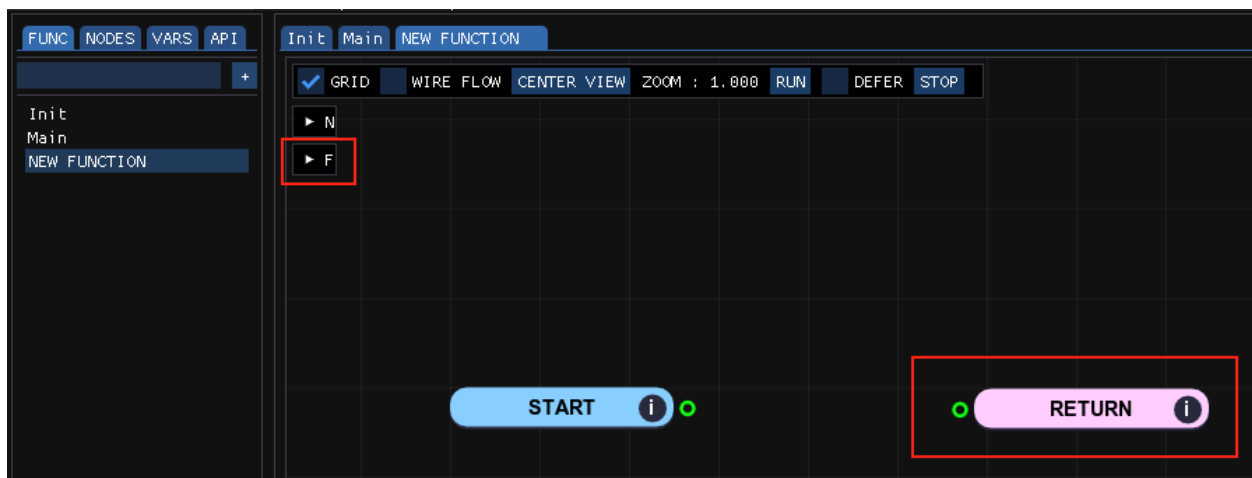 FUNC NODES VARS API
+
Init
Main
NEW FUNCTION
Init Main NEW FUNCTION
GRID WIRE FLOW CENTER VIEW ZOOM : 1.000 RUN DEFER STOP
N
F
START i
RETURN i